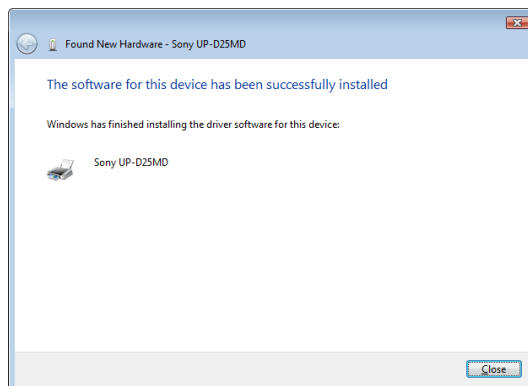 Found New Hardware - Sony UP-D25MD
The software for this device has been successfully installed
Windows has finished installing the driver software for this device:
Sony UP-D25MD
Close